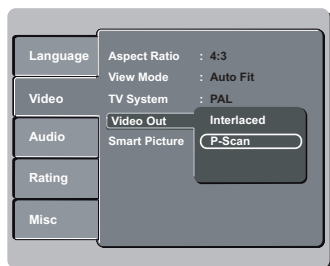 Language
Video
Audio
Rating
Misc
Aspect Ratio : 4:3
View Mode : Auto Fit
TV System : PAL
Video Out
Smart Picture
Interlaced
P-Scan